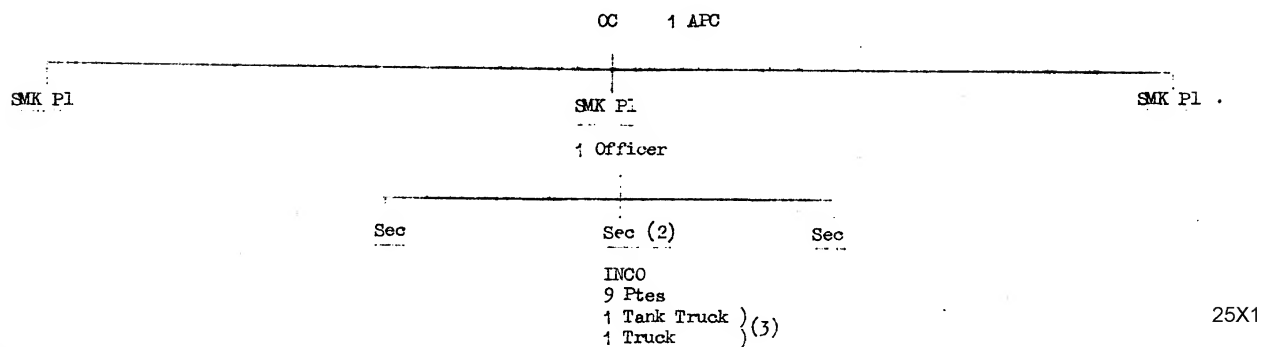 OC 1 APC
SMK Pl SMK Pl SMK Pl
1 Officer
Sec Sec (2) Sec
INCO
9 Ptes
1 Tank Truck )
1 Truck ) (3)
25X1